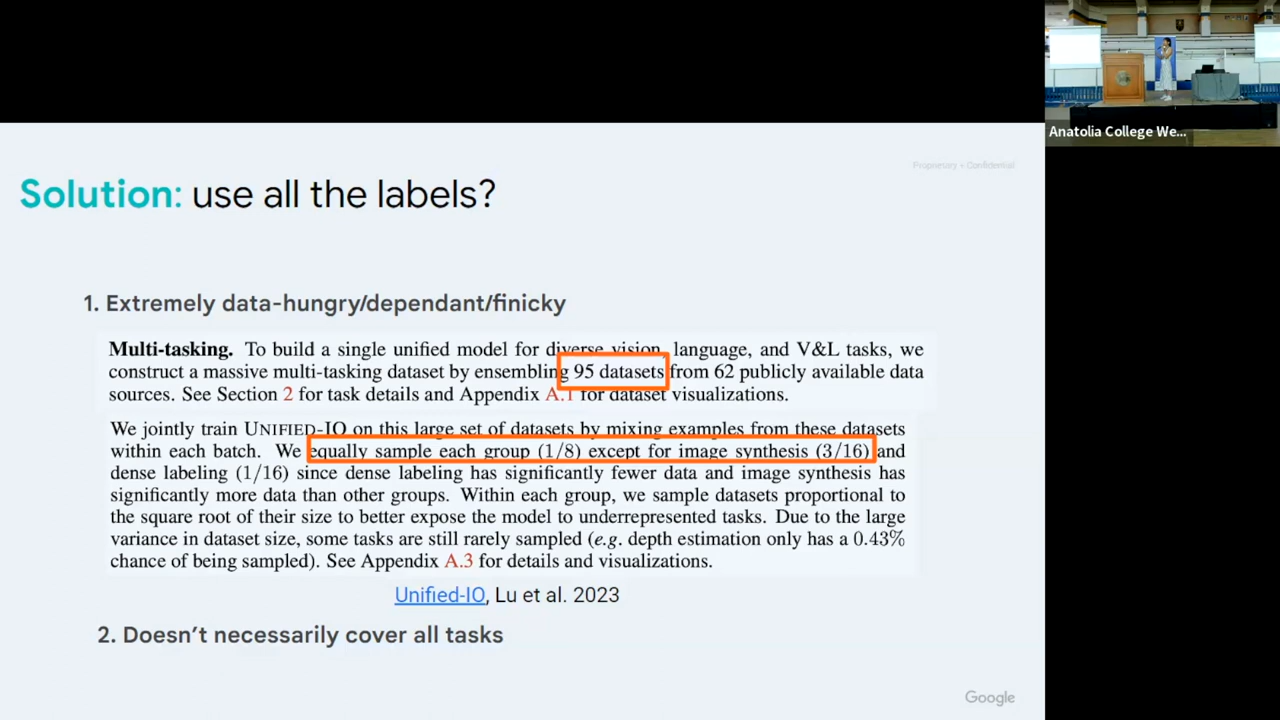 Anatolia College We...
Proprietary + Confidential
Solution: use all the labels?
1. Extremely data-hungry/dependant/finicky
Multi-tasking. To build a single unified model for diverse vision, language, and V&L tasks, we
construct a massive multi-tasking dataset by ensembling 95 datasets from 62 publicly available data
sources. See Section 2 for task details and Appendix A.1 for dataset visualizations.
We jointly train UNIFIED-IO on this large set of datasets by mixing examples from these datasets
within each batch. We equally sample each group (1/8) except for image synthesis (3/16) and
dense labeling (1/16) since dense labeling has significantly fewer data and image synthesis has
significantly more data than other groups. Within each group, we sample datasets proportional to
the square root of their size to better expose the model to underrepresented tasks. Due to the large
variance in dataset size, some tasks are still rarely sampled (e.g. depth estimation only has a 0.43%
chance of being sampled). See Appendix A.3 for details and visualizations.
Unified-IO, Lu et al. 2023
2. Doesn't necessarily cover all tasks
Google